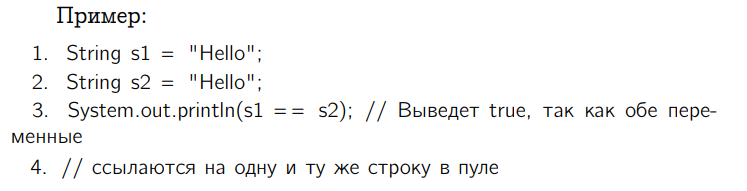 Пример:
1. String s1 = "Hello";
2. String s2 = "Hello";
3. System.out.println(s1 == s2); // Выведет true, так как обе пере-
менные
4. // ссылаются на одну и ту же строку в пуле